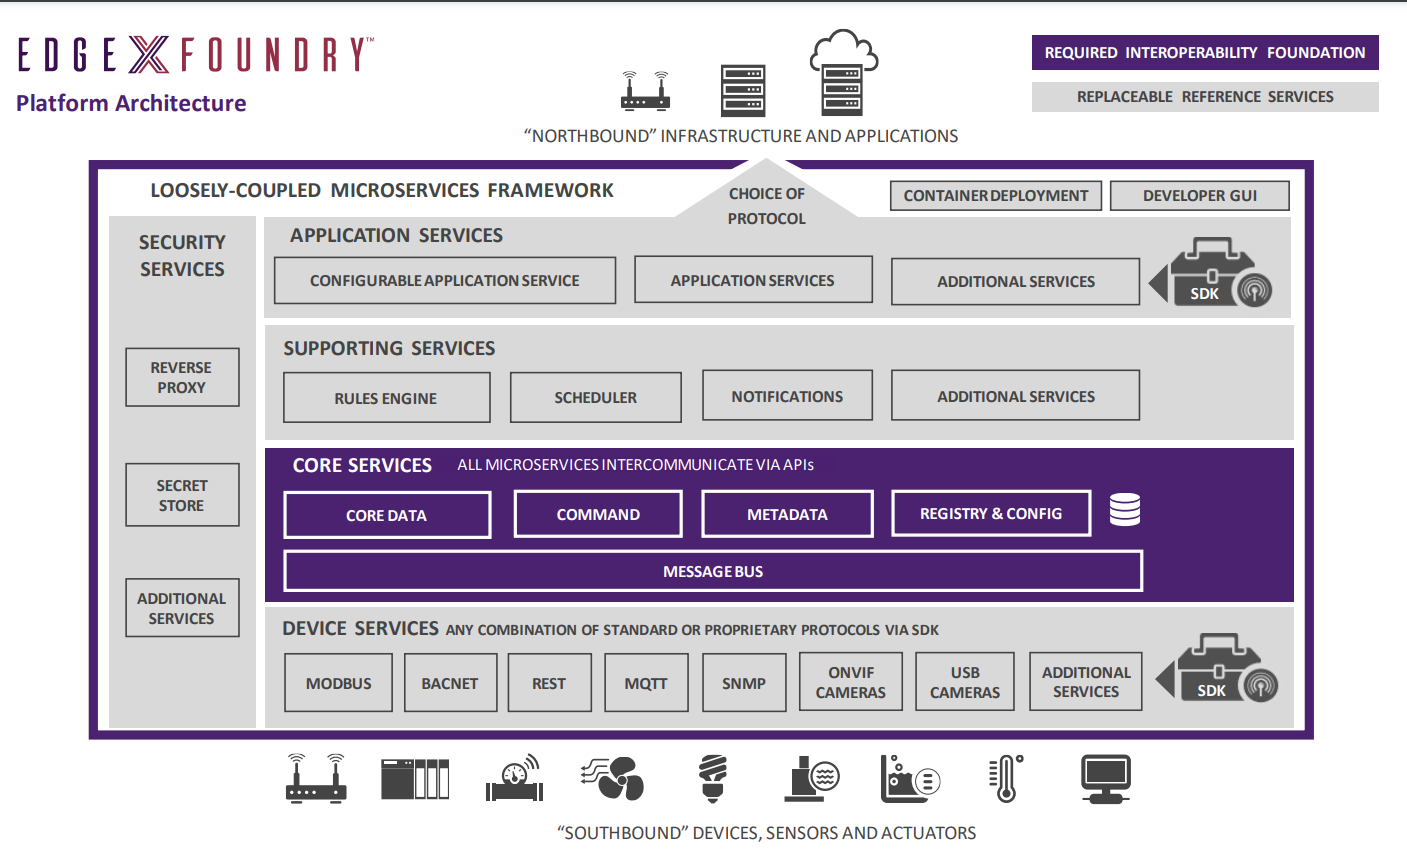 EDGE X FOUNDRY™
Platform Architecture
REQUIRED INTEROPERABILITY FOUNDATION
REPLACEABLE REFERENCE SERVICES
“NORTHBOUND” INFRASTRUCTURE AND APPLICATIONS
LOOSELY-COUPLED MICROSERVICES FRAMEWORK
CHOICE OF
PROTOCOL
CONTAINER DEPLOYMENT
DEVELOPER GUI
SECURITY
SERVICES
REVERSE
PROXY
SECRET
STORE
ADDITIONAL
SERVICES
APPLICATION SERVICES
CONFIGURABLE APPLICATION SERVICE
APPLICATION SERVICES
ADDITIONAL SERVICES
SDK
SUPPORTING SERVICES
RULES ENGINE
SCHEDULER
NOTIFICATIONS
ADDITIONAL SERVICES
CORE SERVICES ALL MICROSERVICES INTERCOMMUNICATE VIA APIs
CORE DATA
COMMAND
METADATA
REGISTRY & CONFIG
MESSAGE BUS
DEVICE SERVICES ANY COMBINATION OF STANDARD OR PROPRIETARY PROTOCOLS VIA SDK
MODBUS
BACNET
REST
MQTT
SNMP
ONVIF
CAMERAS
USB
CAMERAS
ADDITIONAL
SERVICES
SDK
“SOUTHBOUND” DEVICES, SENSORS AND ACTUATORS